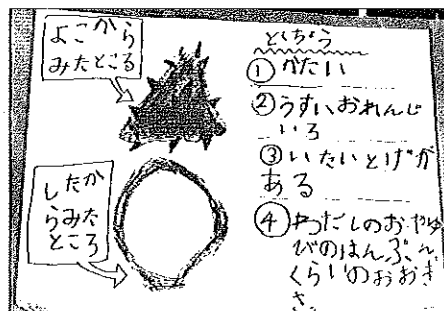 よこから
みたところ
したか
らみた
ところ
とくちょう
① かたい
② うすいおれんじ
いろ
③ いたいとげが
ある
④ わたしのおやゆ
びのはんぶん
くらいのおおき
さ